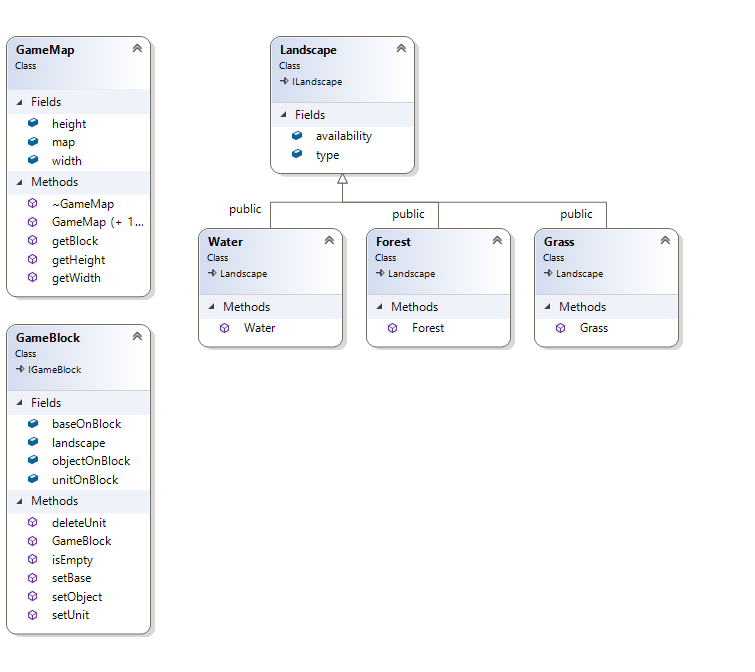 GameMap
Class
Fields
height
map
width
Methods
~GameMap
GameMap (+ 1...
getBlock
getHeight
getWidth
GameBlock
Class
IGameBlock
Fields
baseOnBlock
landscape
objectOnBlock
unitOnBlock
Methods
deleteUnit
GameBlock
isEmpty
setBase
setObject
setUnit
Landscape
Class
ILandscape
Fields
availability
type
public
public
public
Water
Class
Landscape
Methods
Water
Forest
Class
Landscape
Methods
Forest
Grass
Class
Landscape
Methods
Grass